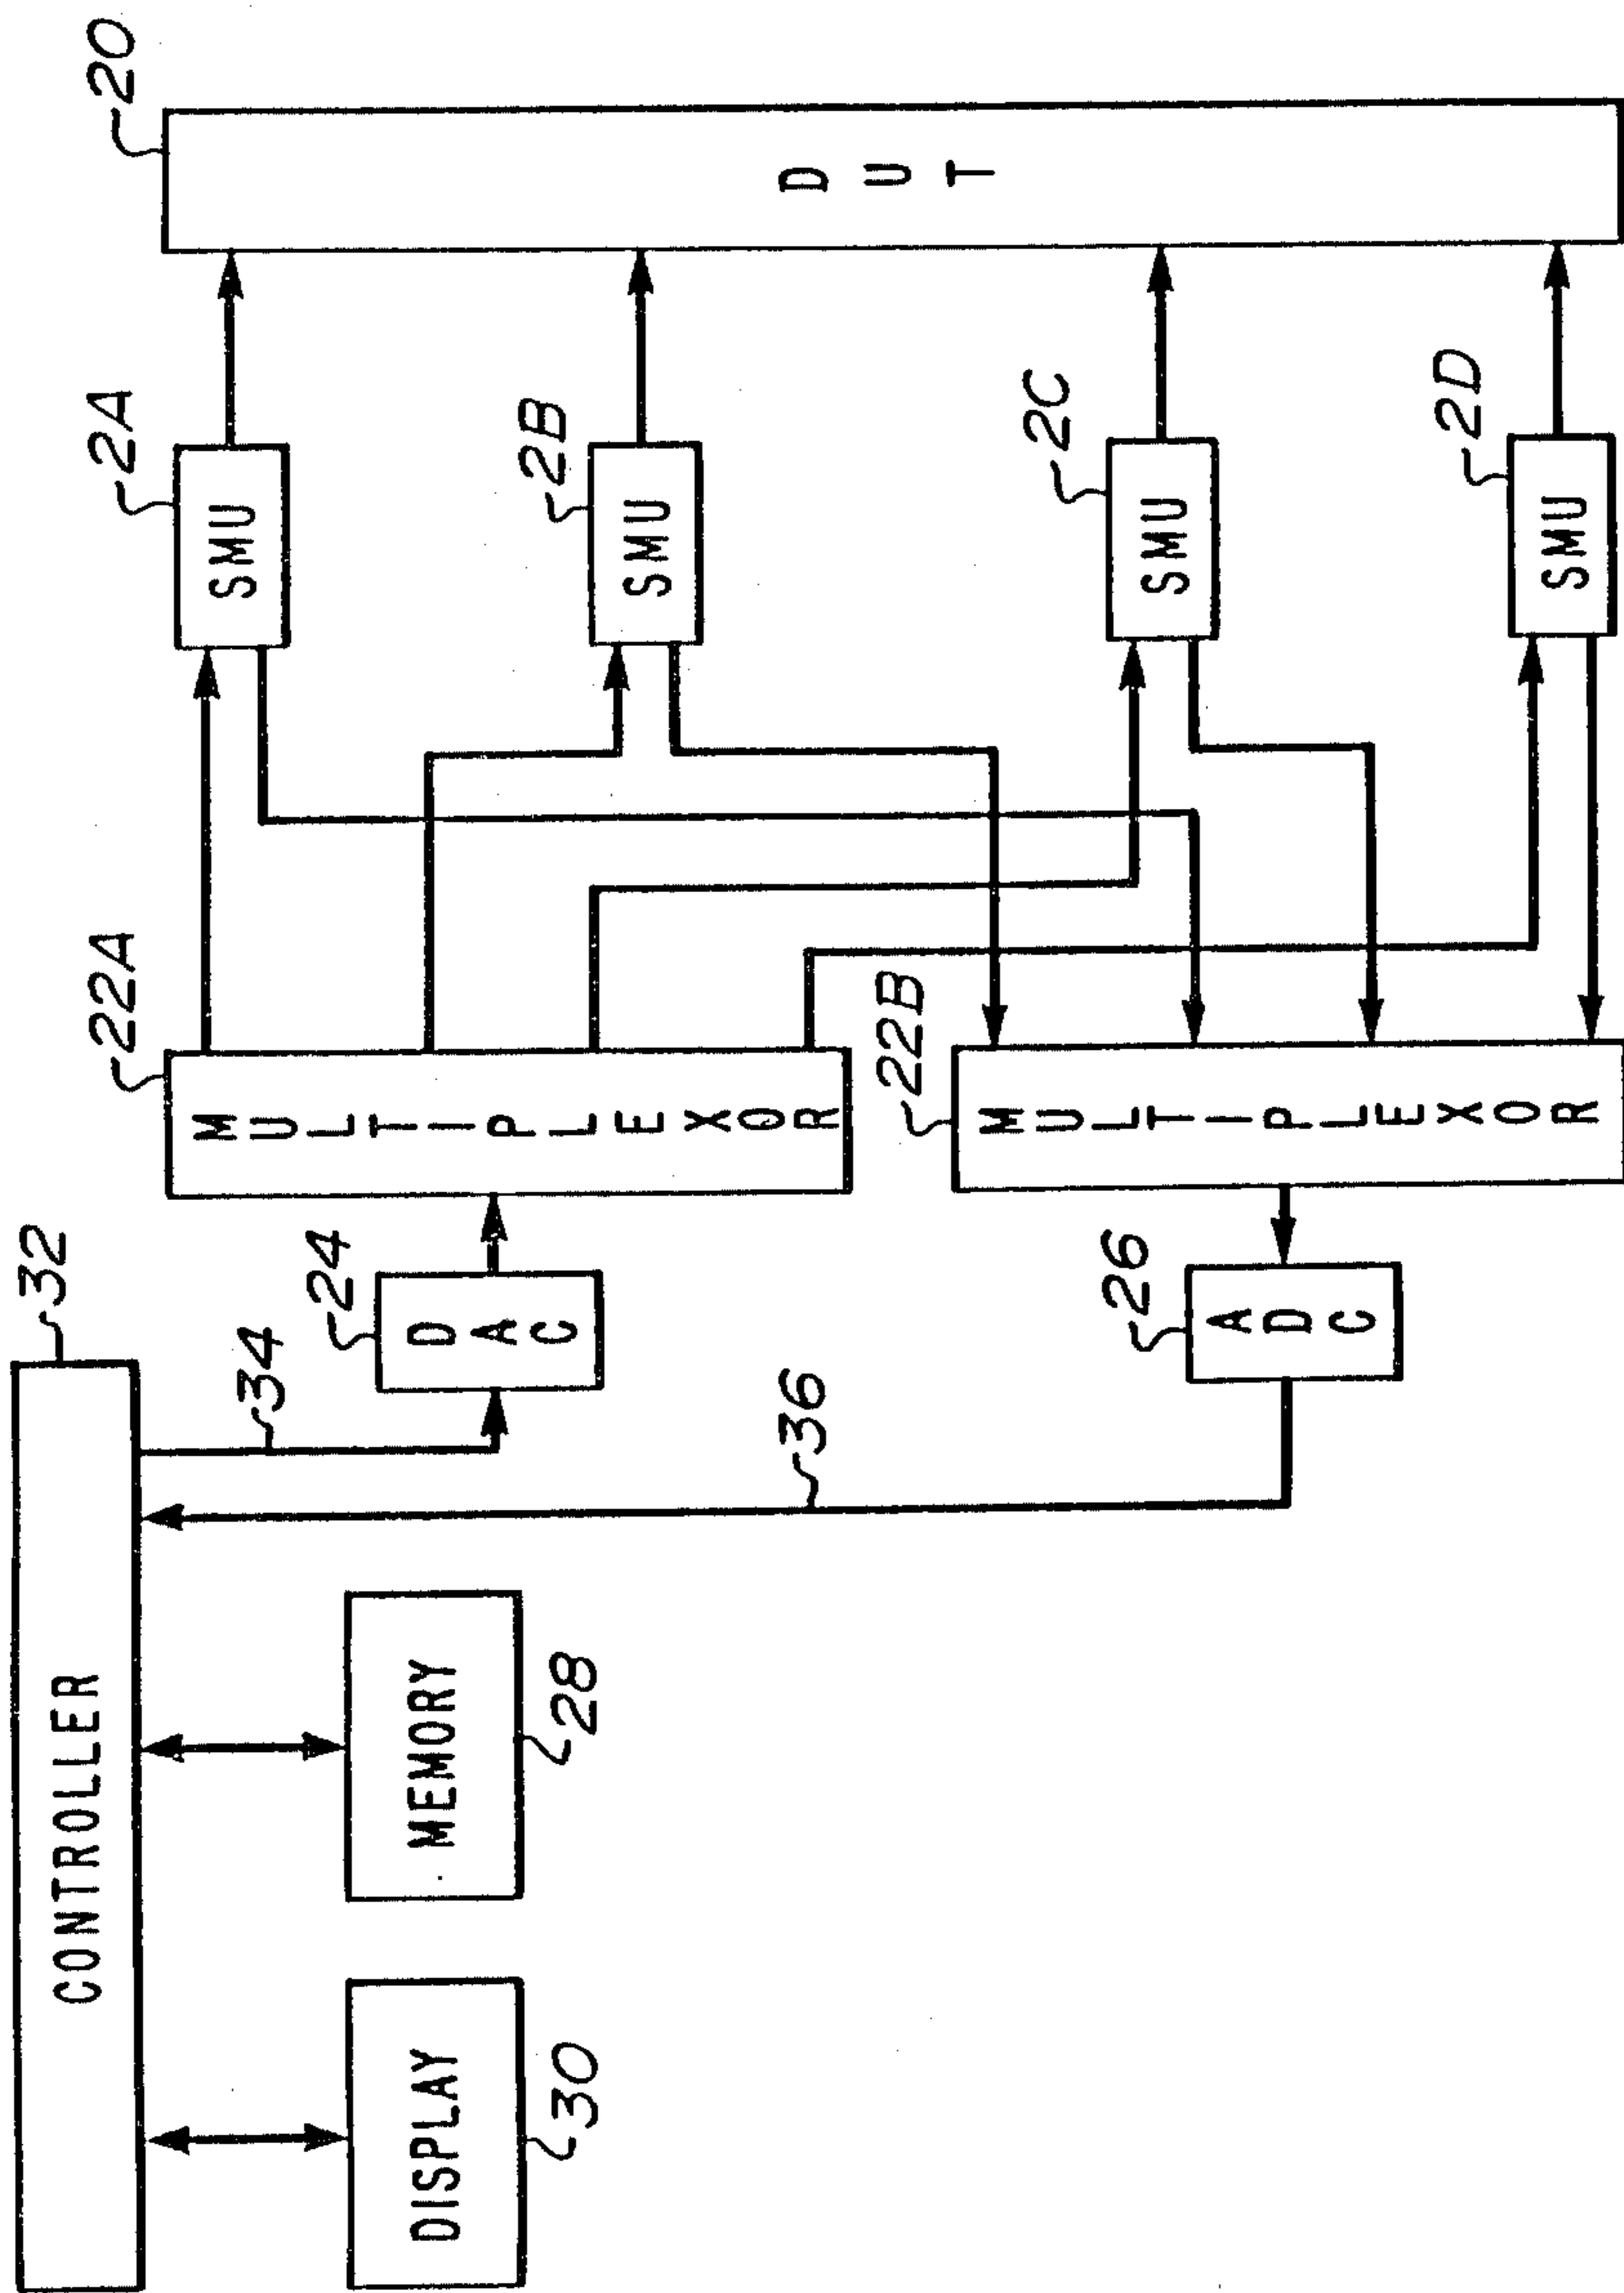 CONTROLLER
32
34
36
DISPLAY
30
MEMORY
28
DAC
24
ADC
26
MULTIPLEXOR
22A
MULTIPLEXOR
22B
SMU
2A
SMU
2B
SMU
2C
SMU
2D
DUT
20